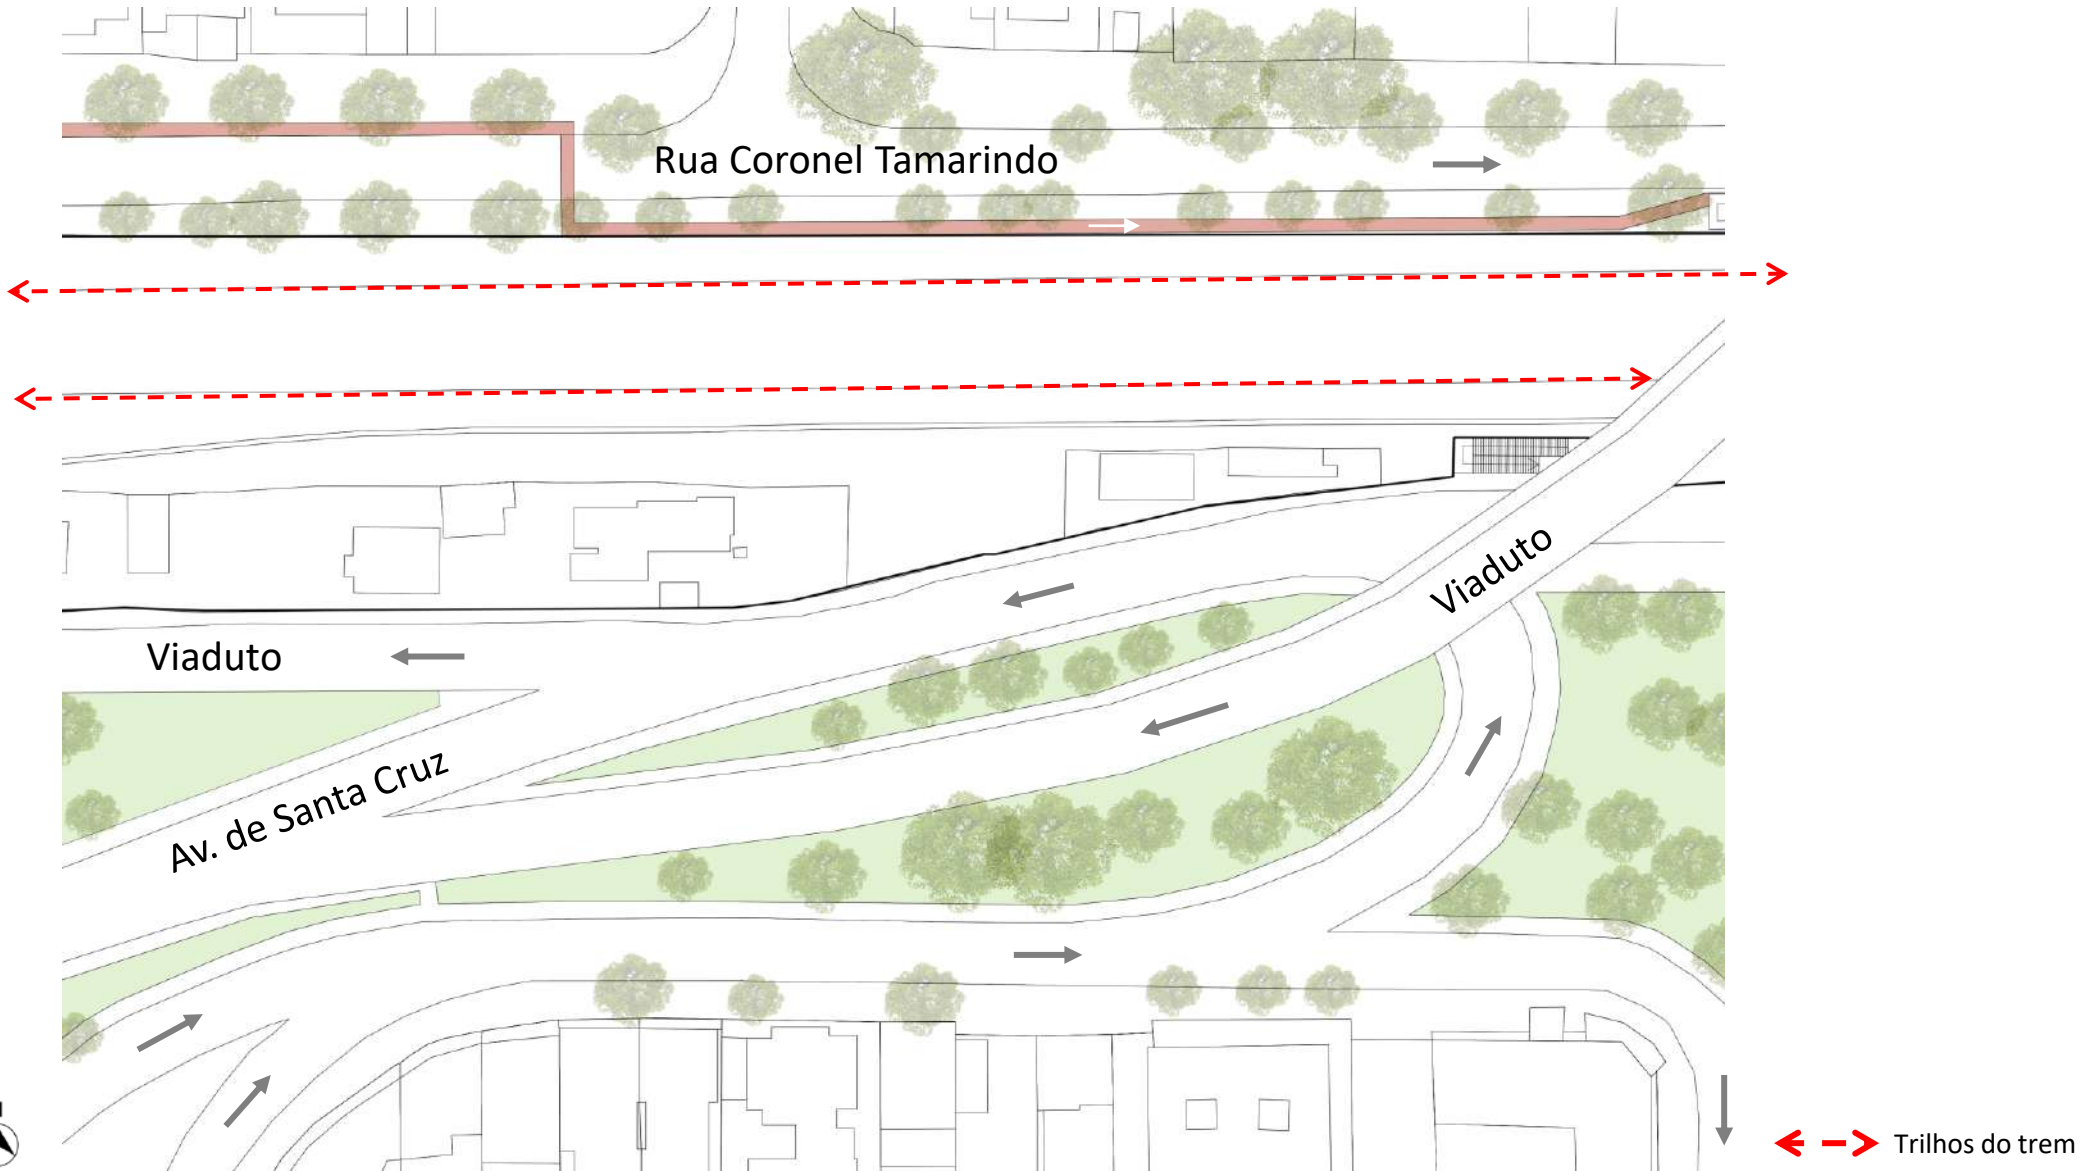 Rua Coronel Tamarindo
Viaduto
Viaduto
Av. de Santa Cruz
Trilhos do trem